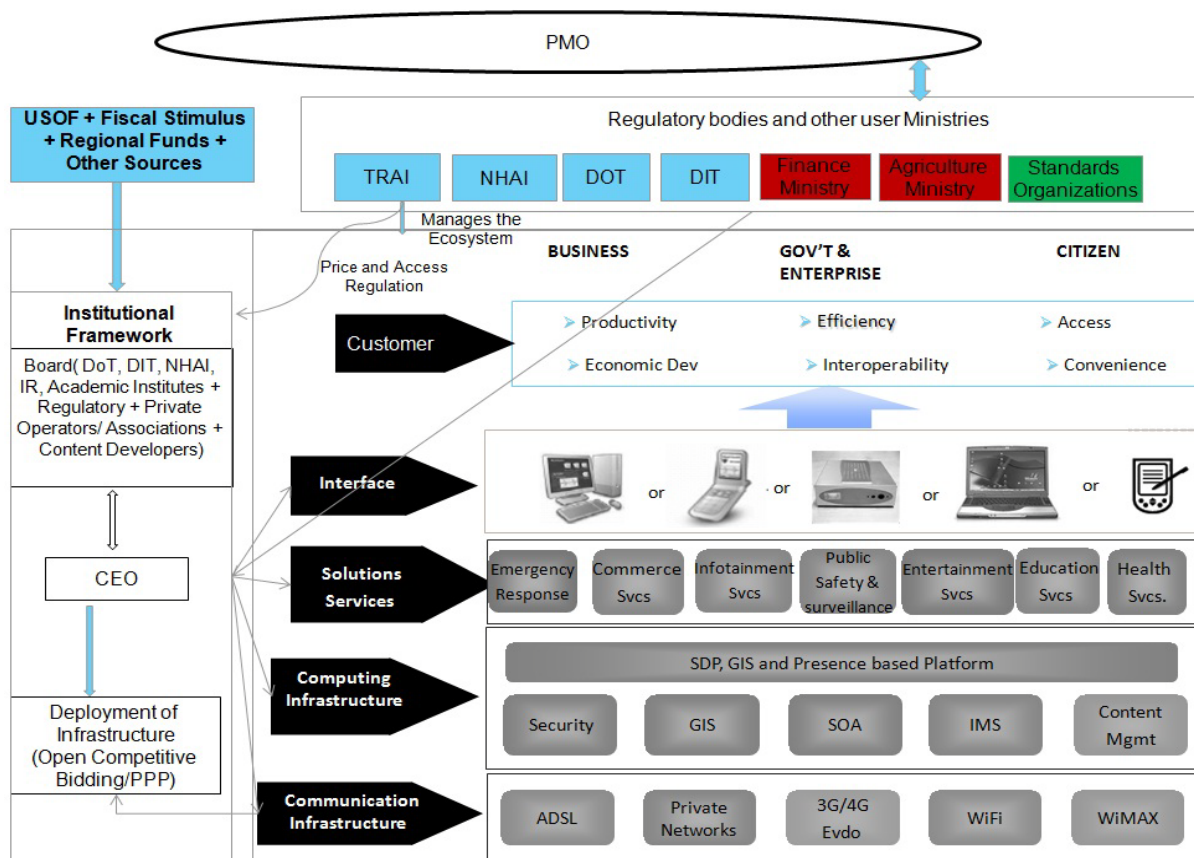 PMO
USOF + Fiscal Stimulus
+ Regional Funds +
Other Sources
Regulatory bodies and other user Ministries
TRAI
NHAI
DOT
DIT
Finance
Ministry
Agriculture
Ministry
Standards
Organizations
Manages the
Ecosystem
Price and Access
Regulation
BUSINESS
GOV'T &
ENTERPRISE
CITIZEN
Institutional
Framework
Board( DoT, DIT, NHAI,
IR, Academic Institutes +
Regulatory + Private
Operators/ Associations +
Content Developers)
CEO
Deployment of
Infrastructure
(Open Competitive
Bidding/PPP)
Customer
Productivity
Efficiency
Access
Economic Dev
Interoperability
Convenience
Interface
or
. or
or
or
Solutions
Services
Emergency
Response
Commerce
Svcs
Infotainment
Svcs
Public
Safety &
surveillance
Entertainment
Svcs
Education
Svcs
Health
Svcs.
Computing
Infrastructure
SDP, GIS and Presence based Platform
Security
GIS
SOA
IMS
Content
Mgmt
Communication
Infrastructure
ADSL
Private
Networks
3G/4G
Evdo
WiFi
WiMAX